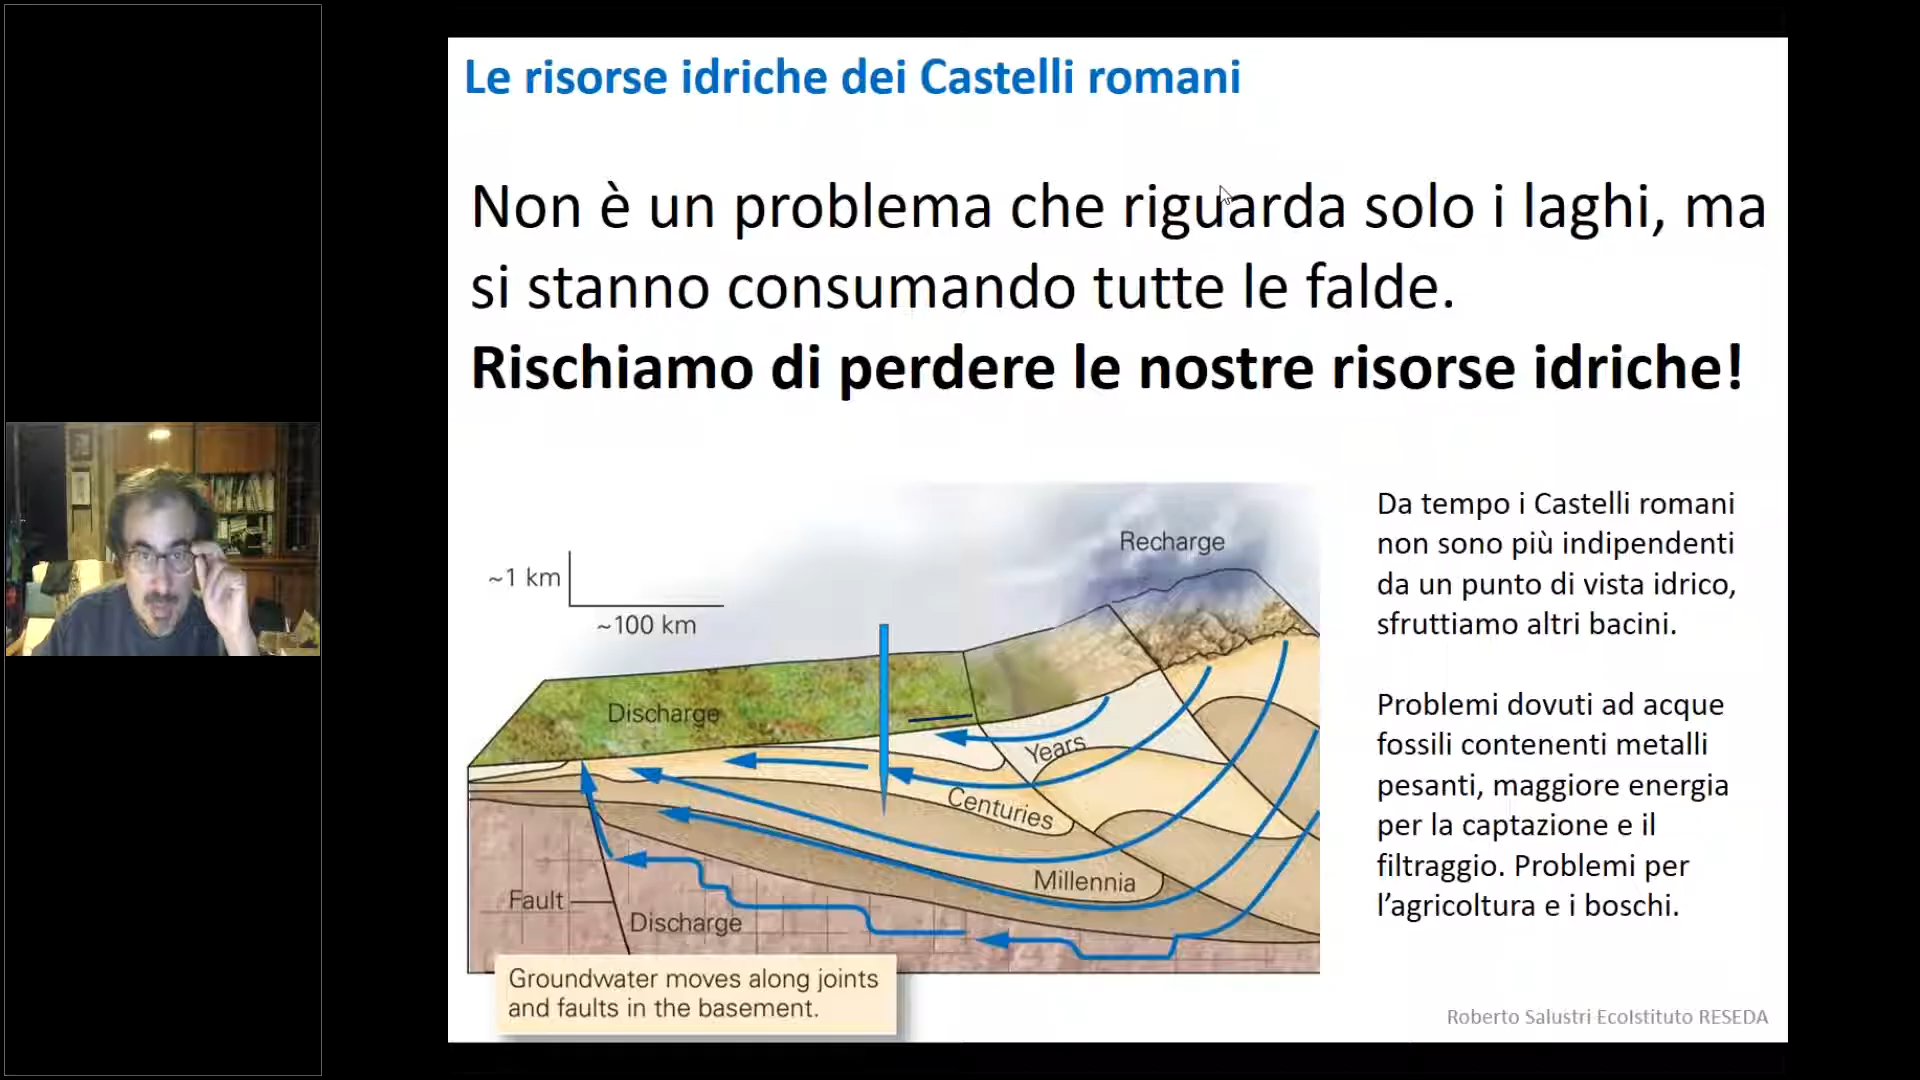 Le risorse idriche dei Castelli romani
Non è un problema che riguarda solo i laghi, ma
si stanno consumando tutte le falde.
Rischiamo di perdere le nostre risorse idriche!
Recharge
~1 km
~100 km
Discharge
Years
Centuries
Millennia
Fault
Discharge
Groundwater moves along joints
and faults in the basement.
Da tempo i Castelli romani
non sono più indipendenti
da un punto di vista idrico,
sfruttiamo altri bacini.
Problemi dovuti ad acque
fossili contenenti metalli
pesanti, maggiore energia
per la captazione e il
filtraggio. Problemi per
l’agricoltura e i boschi.
Roberto Salustri EcoIstituto RESEDA